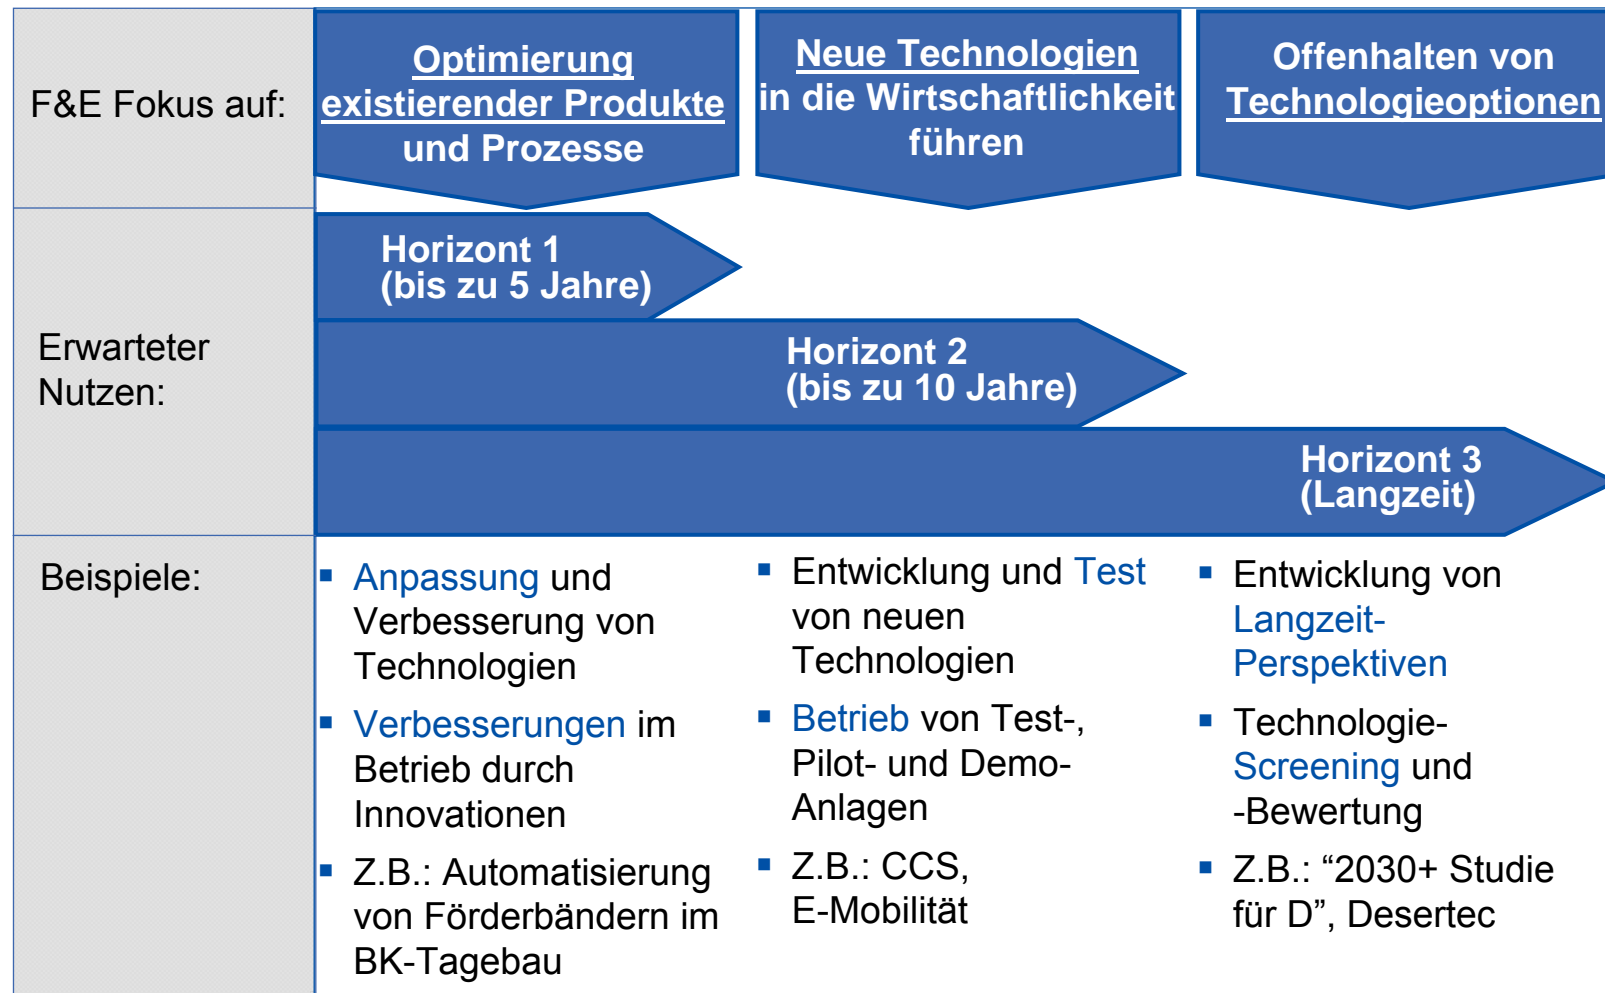 F&E Fokus auf:
Optimierung
existierender Produkte
und Prozesse
Neue Technologien
in die Wirtschaftlichkeit
führen
Offenhalten von
Technologieoptionen
Erwarteter
Nutzen:
Horizont 1
(bis zu 5 Jahre)
Horizont 2
(bis zu 10 Jahre)
Horizont 3
(Langzeit)
Beispiele:
▪ Anpassung und
Verbesserung von
Technologien
▪ Verbesserungen im
Betrieb durch
Innovationen
▪ Z.B.: Automatisierung
von Förderbändern im
BK-Tagebau
▪ Entwicklung und Test
von neuen
Technologien
▪ Betrieb von Test-,
Pilot- und Demo-
Anlagen
▪ Z.B.: CCS,
E-Mobilität
▪ Entwicklung von
Langzeit-
Perspektiven
▪ Technologie-
Screening und
-Bewertung
▪ Z.B.: “2030+ Studie
für D”, Desertec